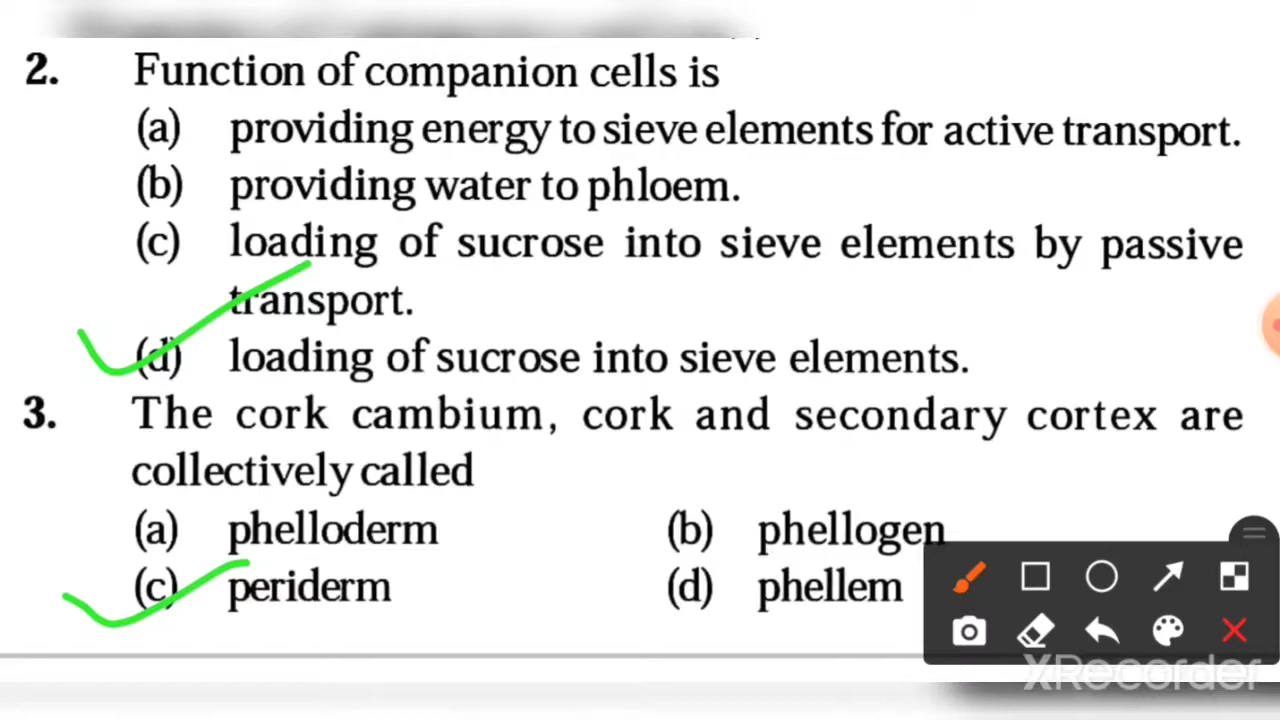 2. Function of companion cells is
(a) providing energy to sieve elements for active transport.
(b) providing water to phloem.
(c) loading of sucrose into sieve elements by passive
transport.
(d) loading of sucrose into sieve elements.
3. The cork cambium, cork and secondary cortex are
collectively called
(a) phelloderm (b) phellogen
(c) periderm (d) phellem
XRecorder